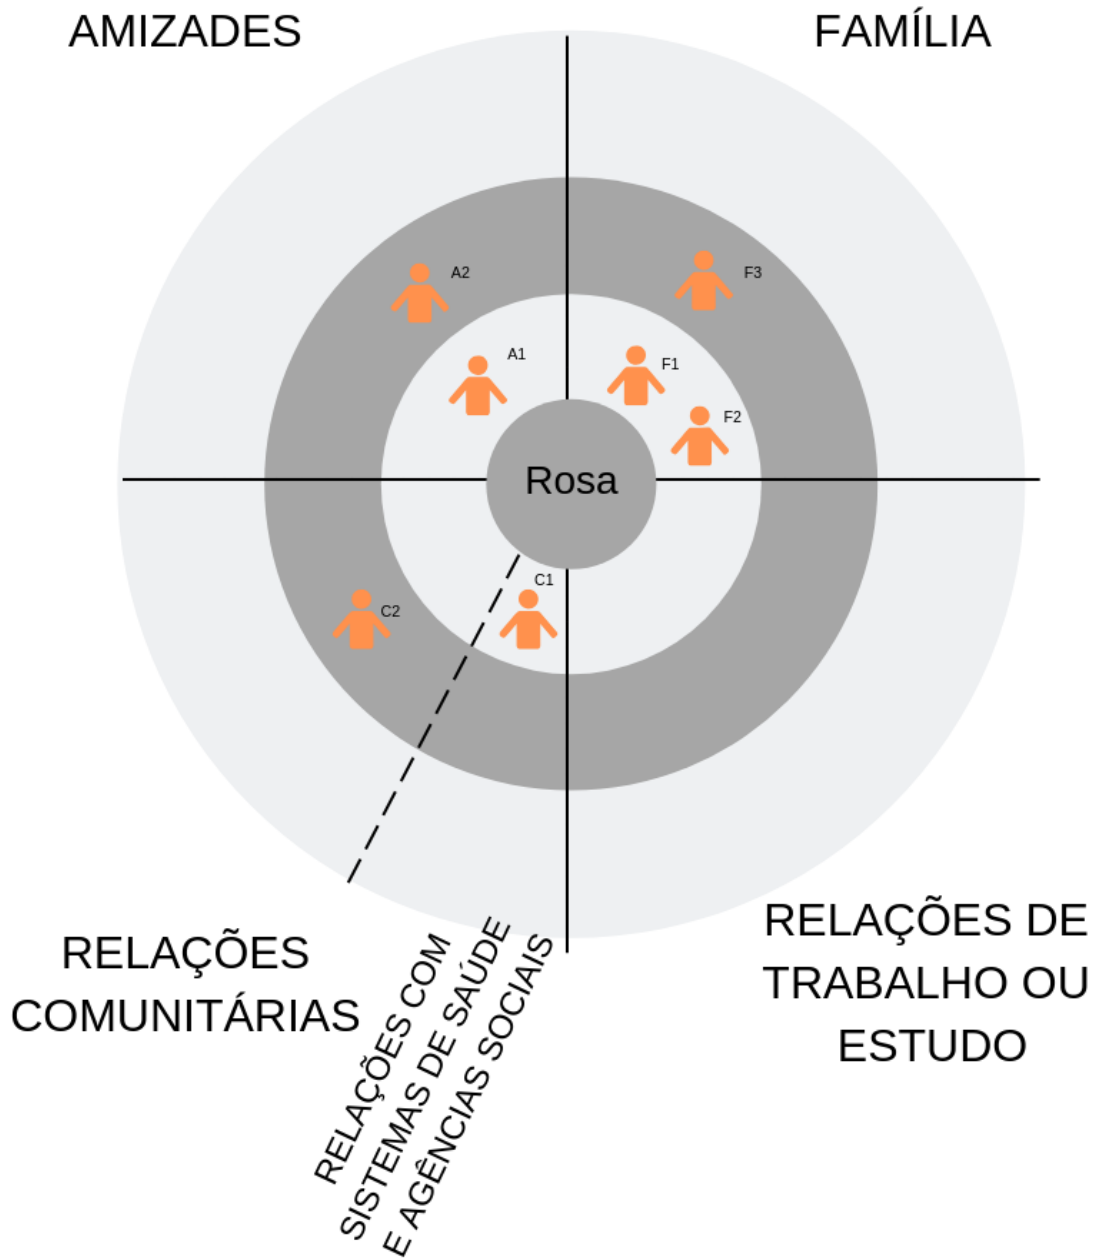 AMIZADES
FAMÍLIA
A2
F3
A1
F1
F2
Rosa
C1
C2
RELAÇÕES
COMUNITÁRIAS
RELAÇÕES COM
SISTEMAS DE SAÚDE
E AGÊNCIAS SOCIAIS
RELAÇÕES DE
TRABALHO OU
ESTUDO